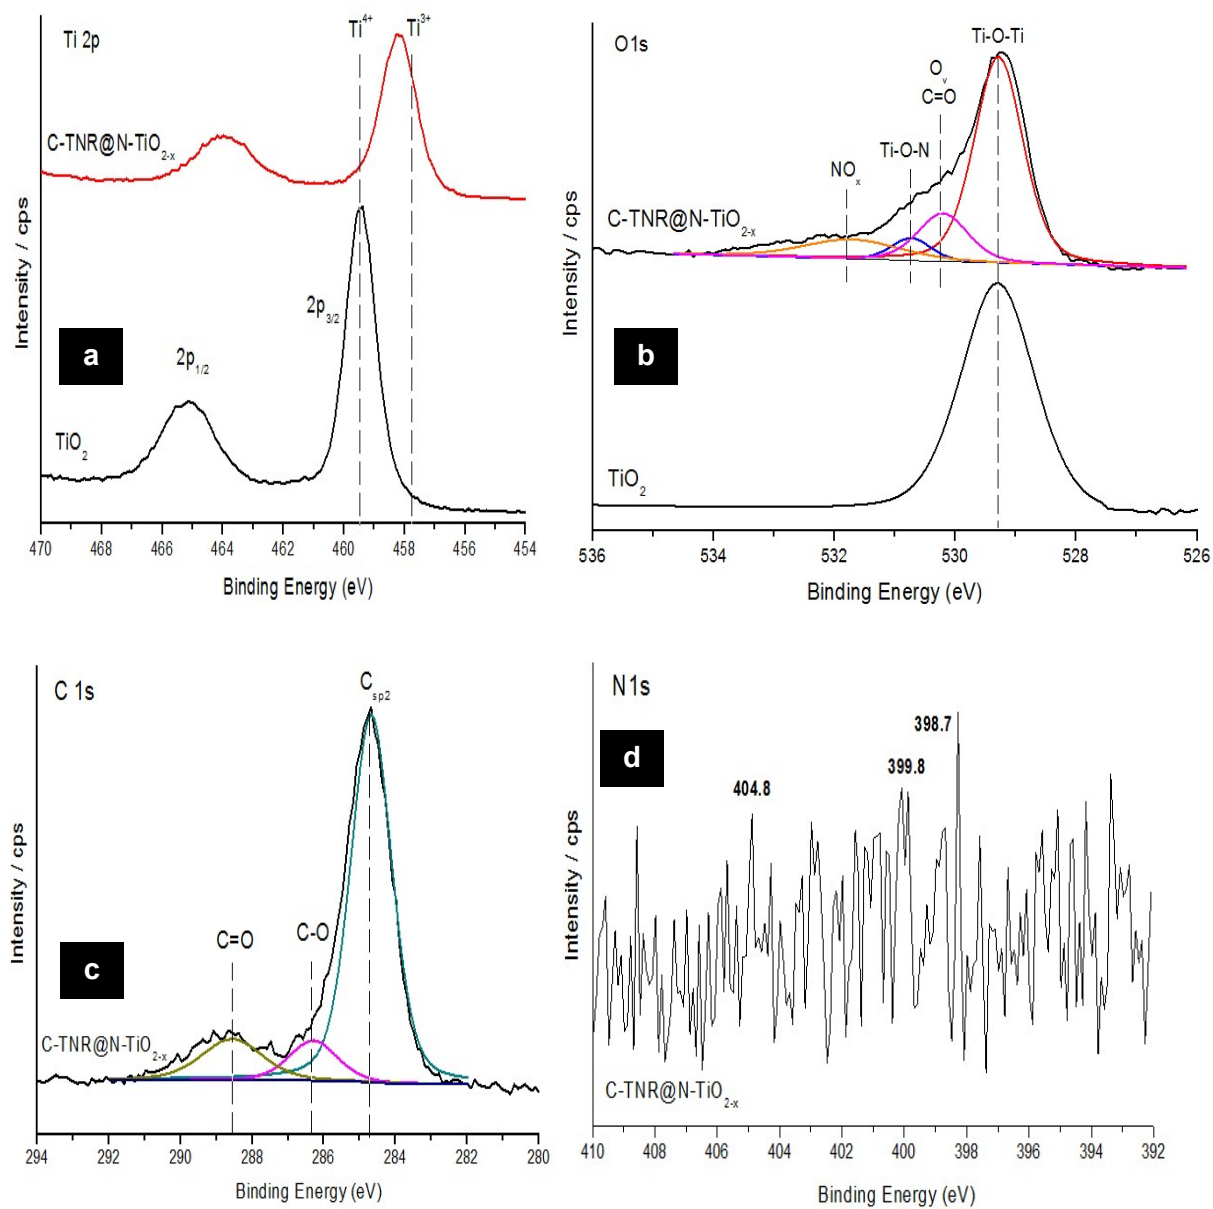 Ti 2p
Ti4+
Ti3+
C-TNR@N-TiO2-x
2p3/2
2p1/2
TiO2
a
Intensity / cps
470 468 466 464 462 460 458 456 454
Binding Energy (eV)
O1s
Ti-O-Ti
Ov
C=O
Ti-O-N
NOx
C-TNR@N-TiO2-x
b
TiO2
Intensity / cps
536 534 532 530 528 526
Binding Energy (eV)
C 1s
Csp2
C=O
C-O
c
C-TNR@N-TiO2-x
Intensity / cps
294 292 290 288 286 284 282 280
Binding Energy (eV)
N1s
398.7
d
399.8
404.8
Intensity / cps
C-TNR@N-TiO2-x
410 408 406 404 402 400 398 396 394 392
Binding Energy (eV)